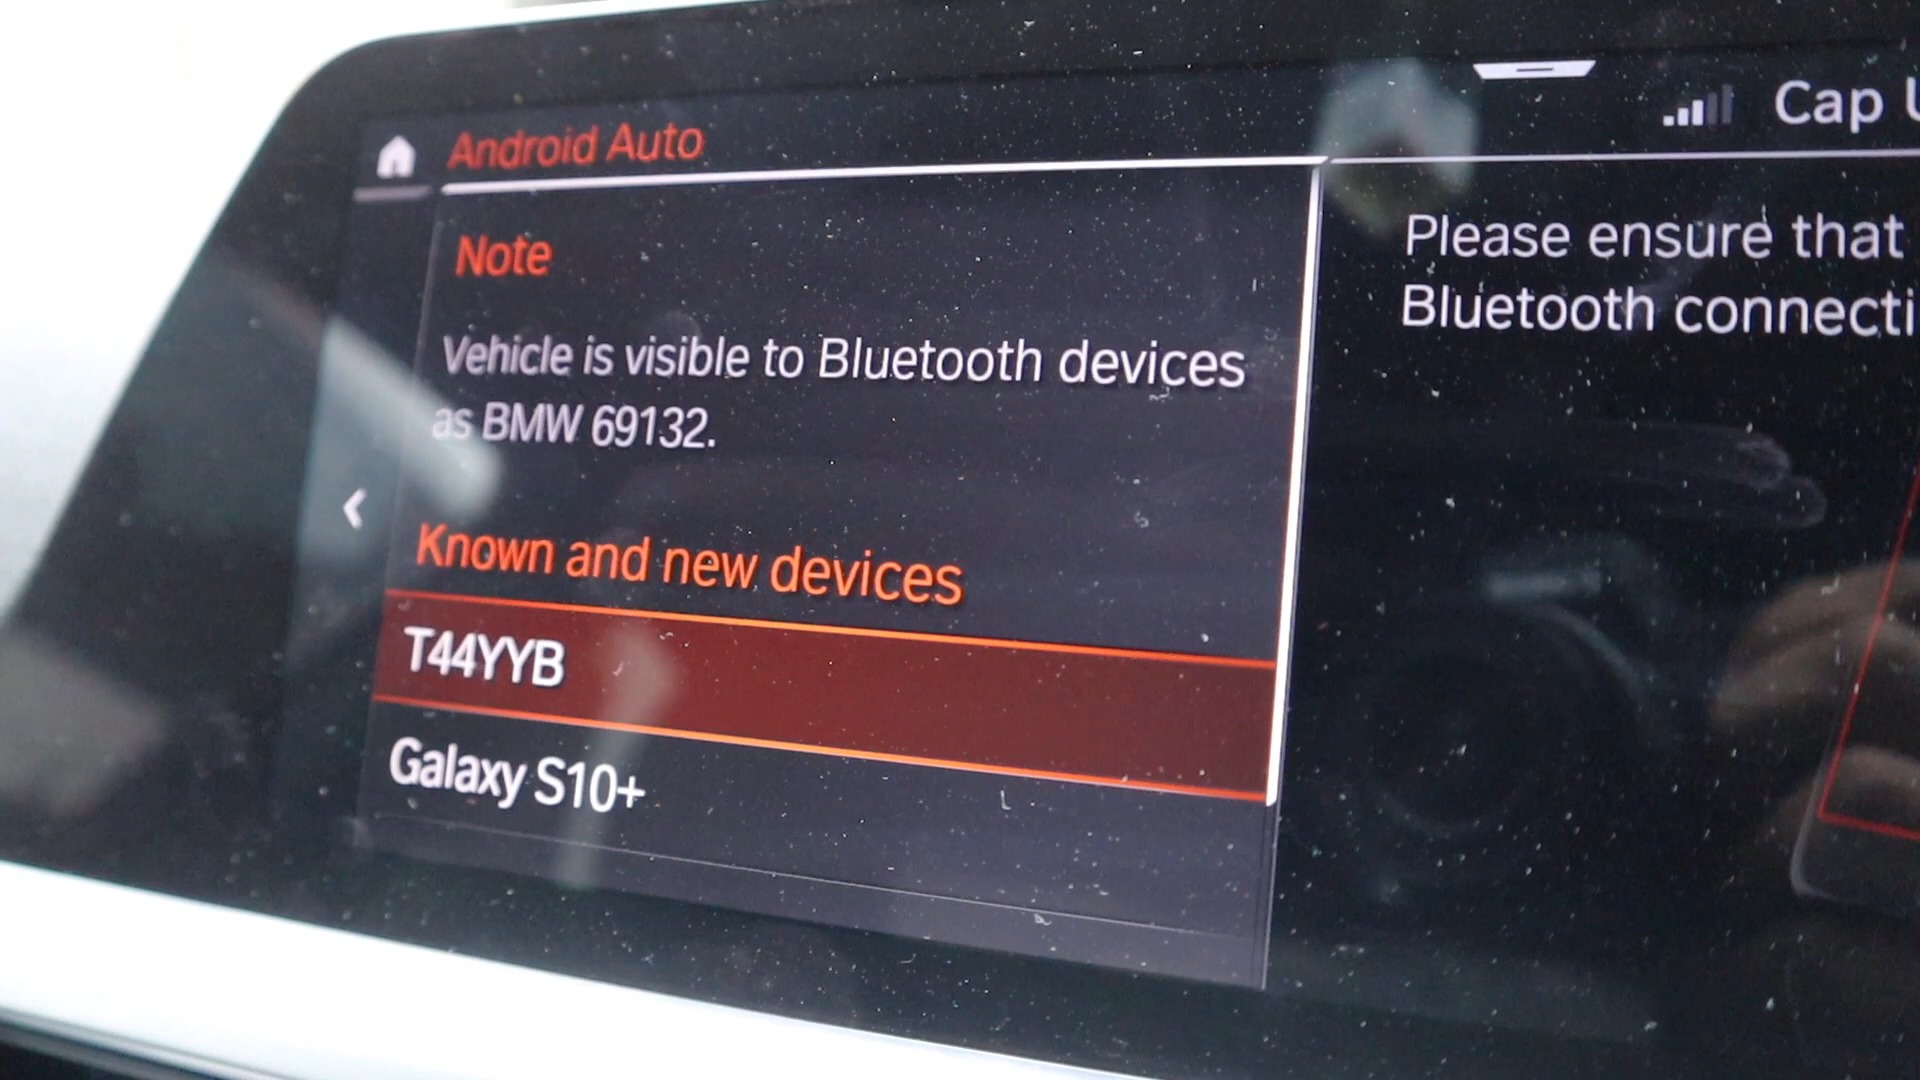 Android Auto
Cap
Note
Vehicle is visible to Bluetooth devices
as BMW 69132.
Known and new devices
T44YYB
Galaxy S10+
Please ensure that
Bluetooth connecti